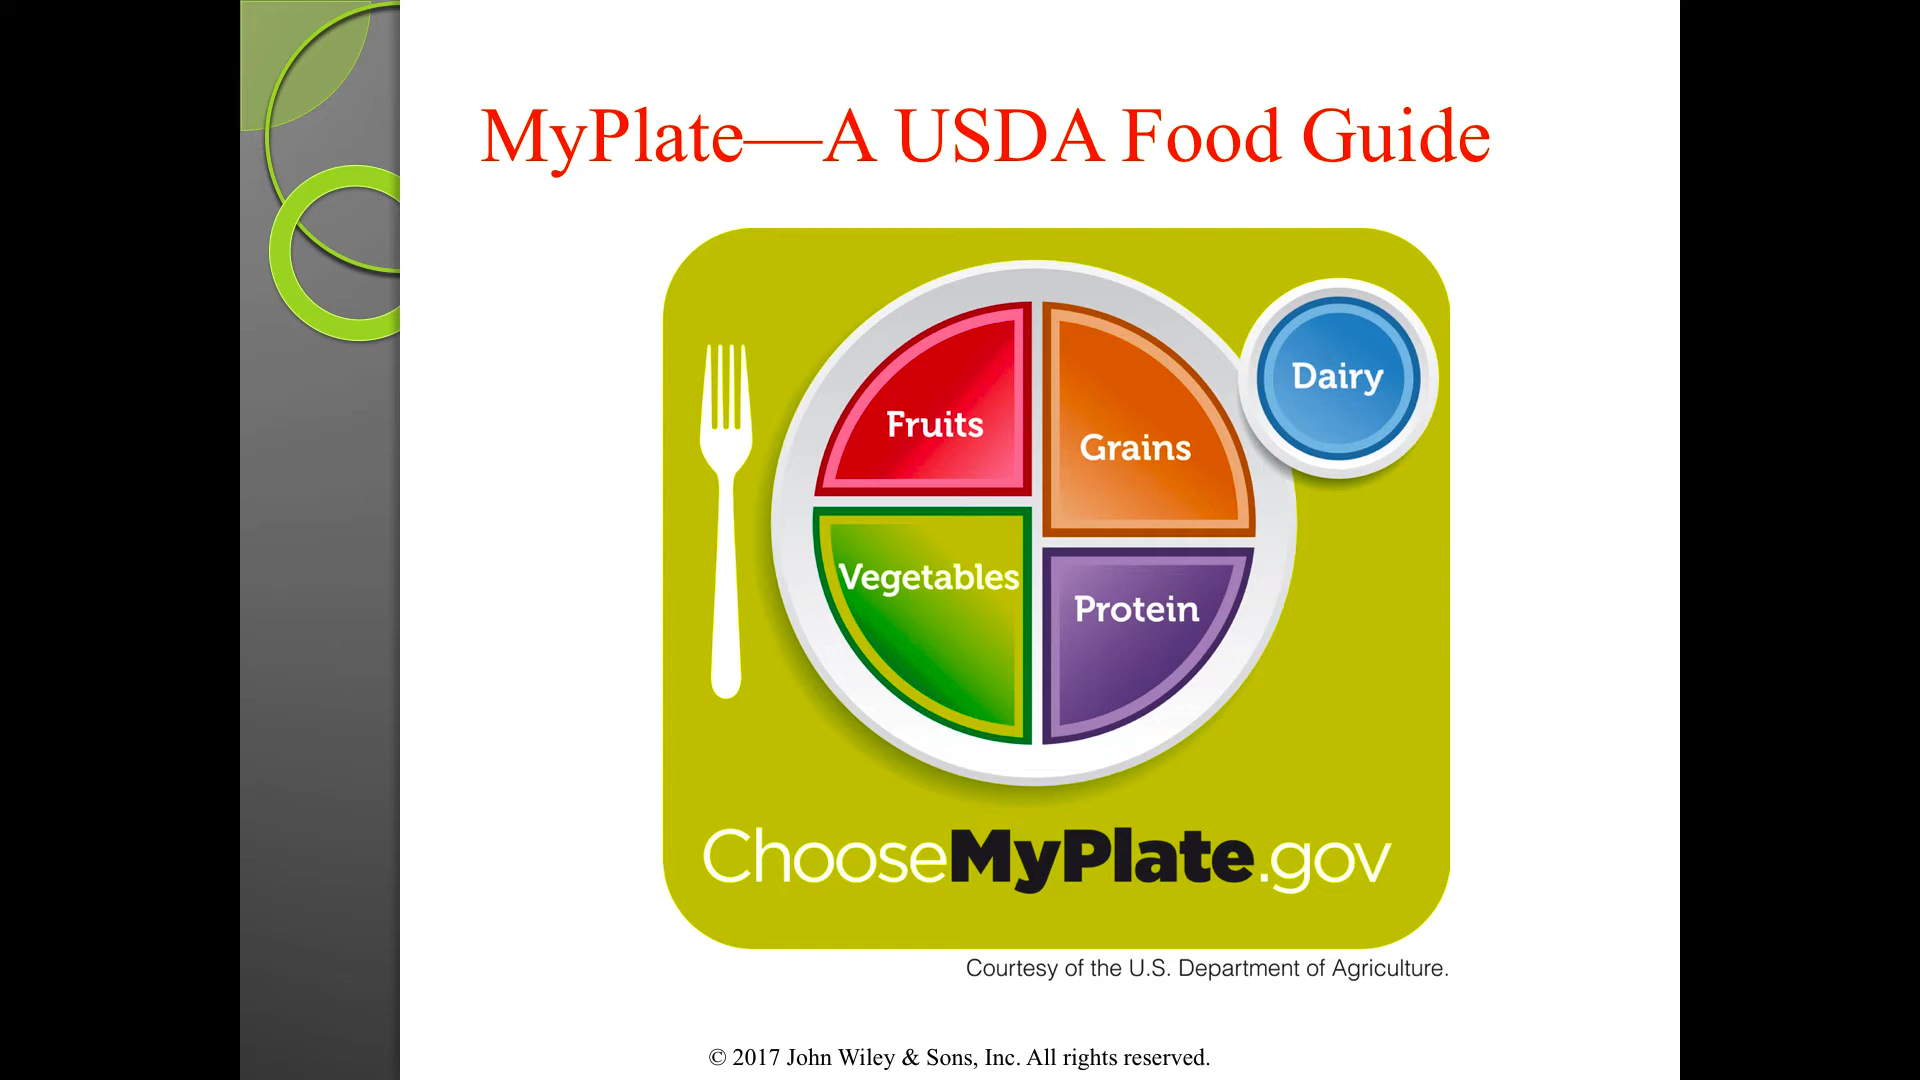 MyPlate—A USDA Food Guide
Dairy
Fruits
Grains
Vegetables
Protein
ChooseMyPlate.gov
Courtesy of the U.S. Department of Agriculture.
© 2017 John Wiley & Sons, Inc. All rights reserved.